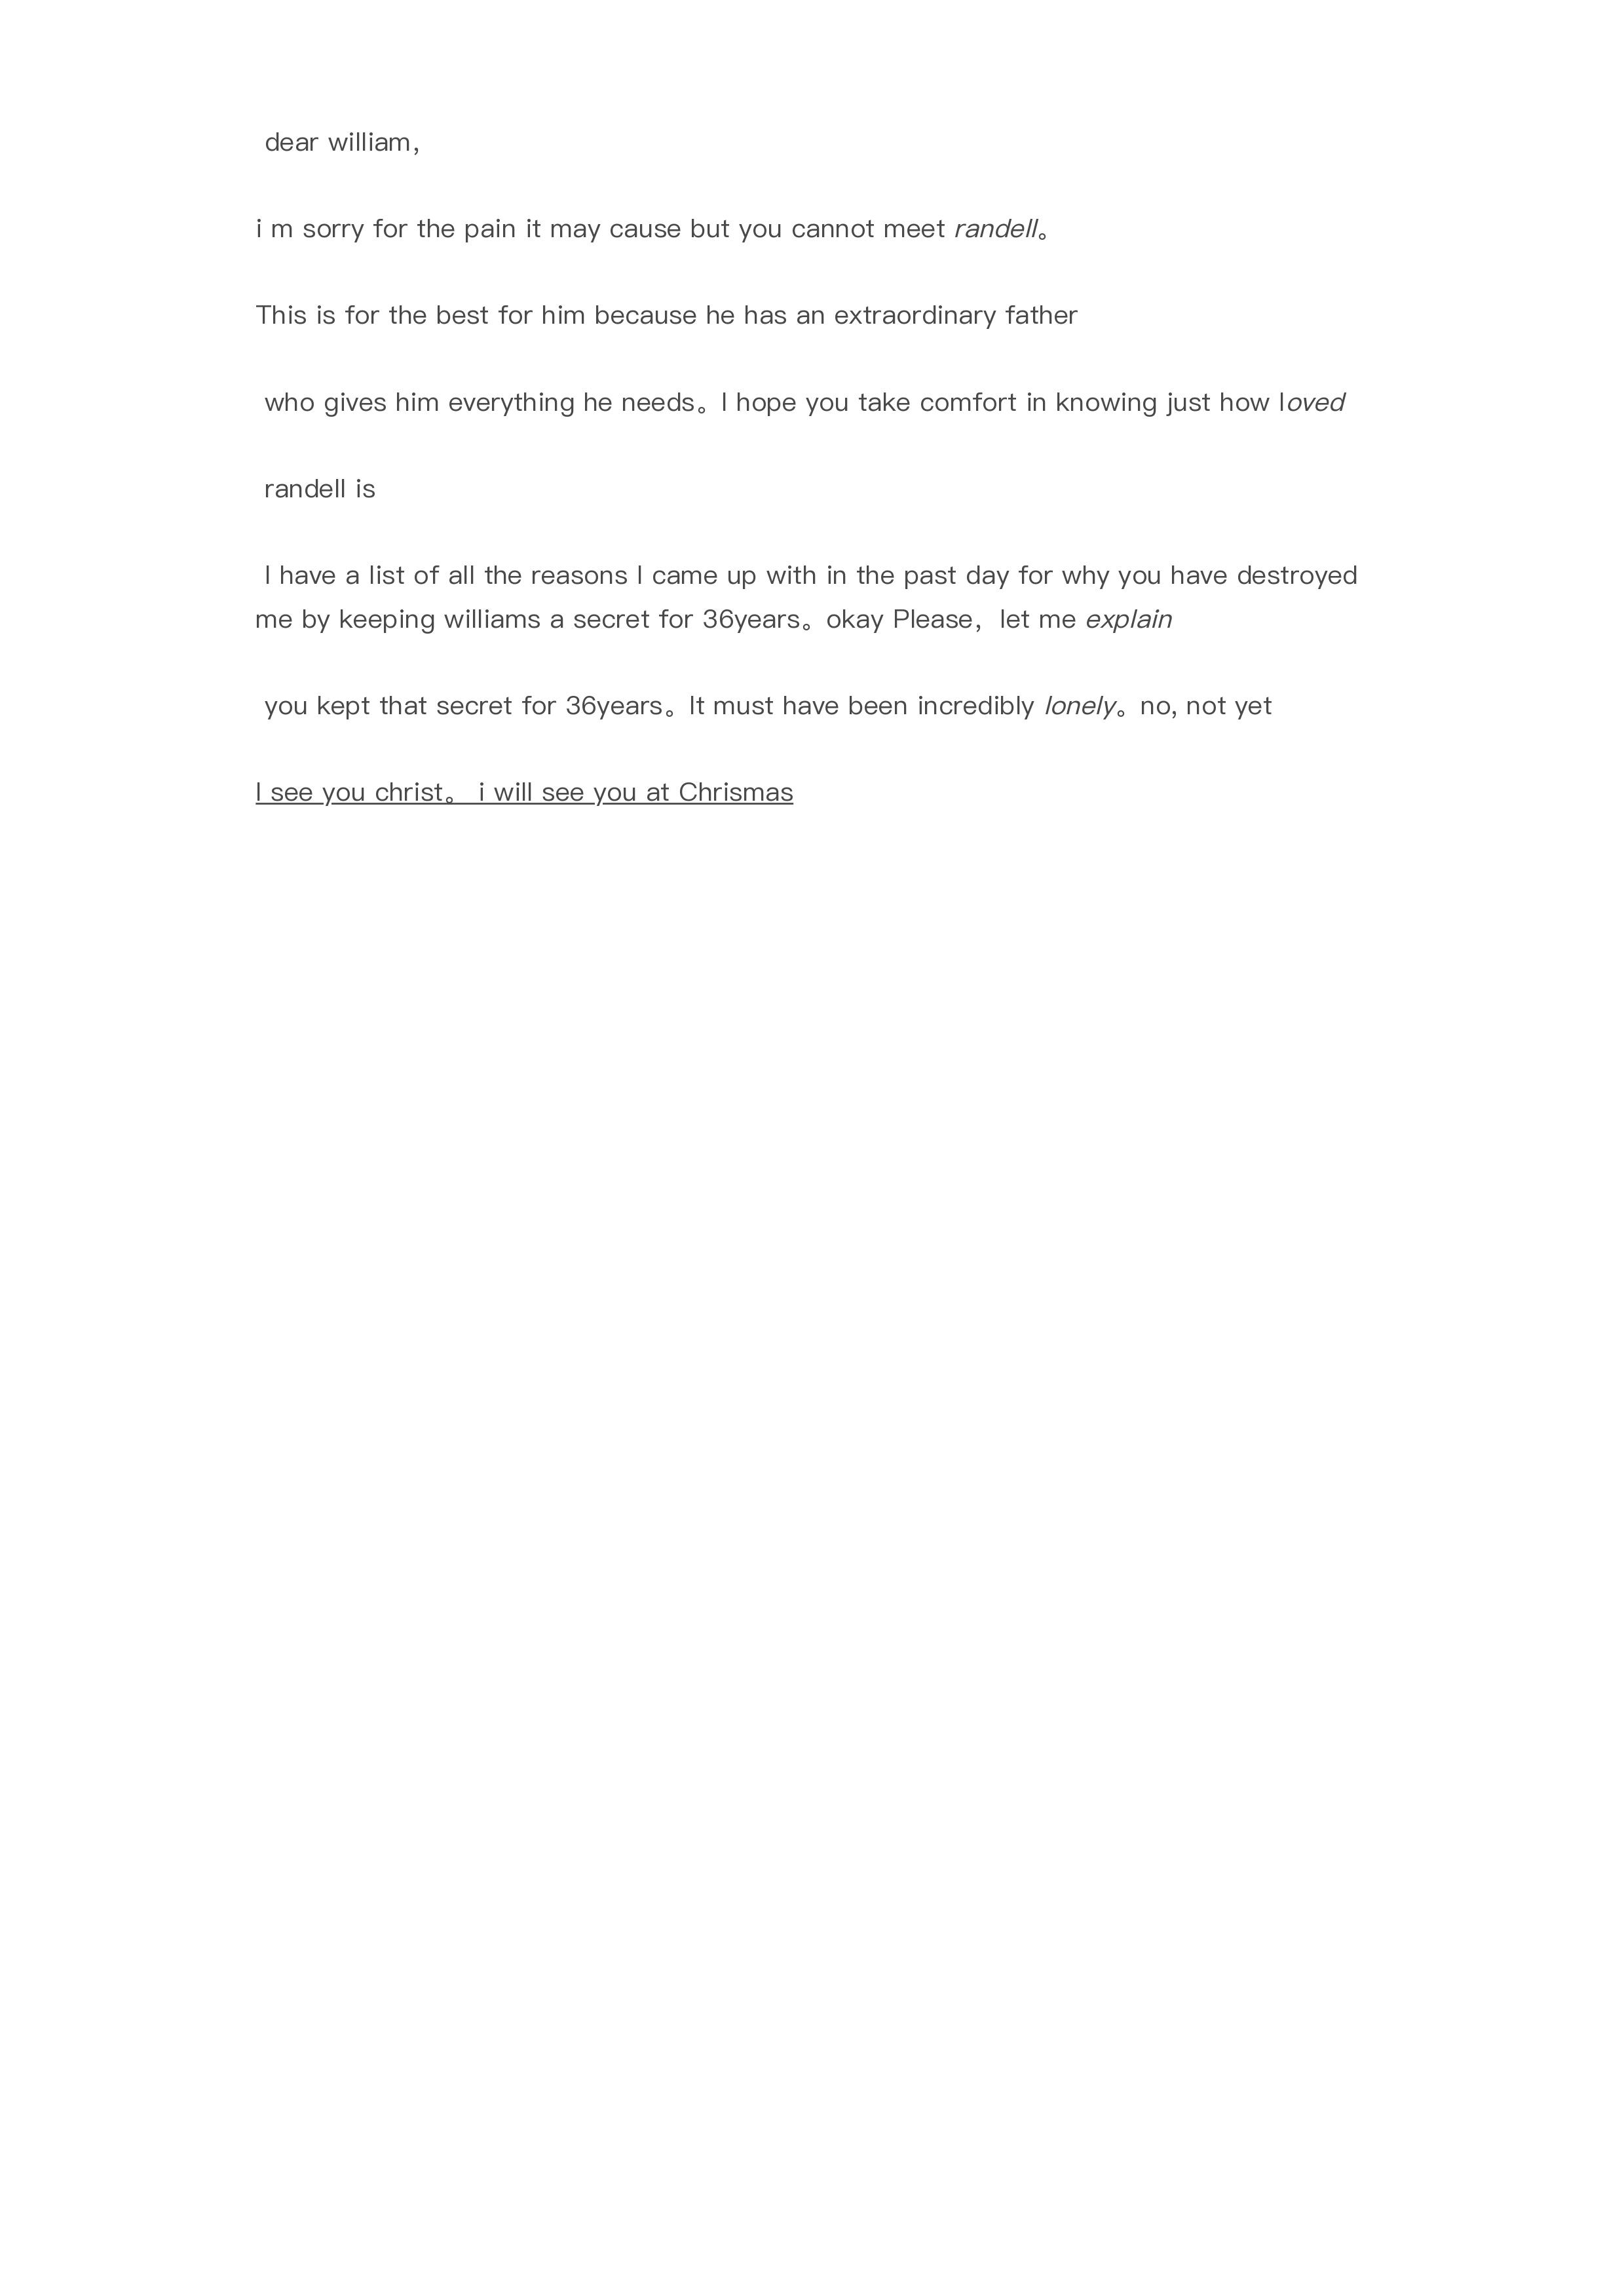 dear william，
i m sorry for the pain it may cause but you cannot meet randell。
This is for the best for him because he has an extraordinary father
who gives him everything he needs。I hope you take comfort in knowing just how loved
randell is
I have a list of all the reasons I came up with in the past day for why you have destroyed
me by keeping williams a secret for 36years。okay Please，let me explain
you kept that secret for 36years。It must have been incredibly lonely。no, not yet
I see you christ。 i will see you at Chrismas